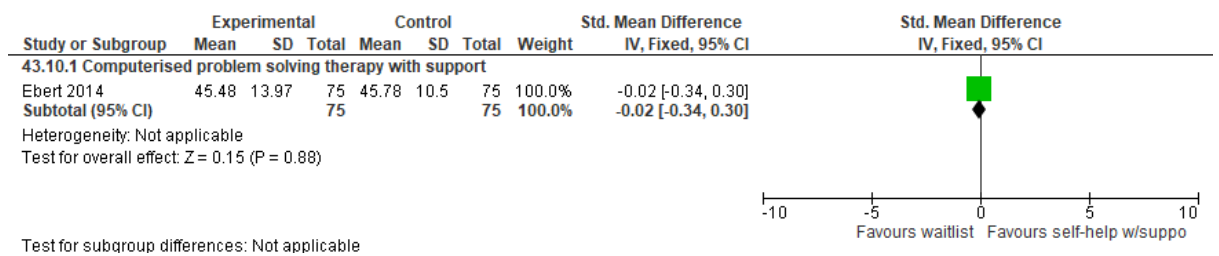 Experimental Control Std. Mean Difference Std. Mean Difference
Study or Subgroup Mean SD Total Mean SD Total Weight IV, Fixed, 95% CI IV, Fixed, 95% CI
43.10.1 Computerised problem solving therapy with support
Ebert 2014 45.48 13.97 75 45.78 10.5 75 100.0% -0.02 [-0.34, 0.30]
Subtotal (95% CI) 75 75 100.0% -0.02 [-0.34, 0.30]
Heterogeneity: Not applicable
Test for overall effect: Z = 0.15 (P = 0.88)
-10 -5 0 5 10
Favours waitlist Favours self-help w/suppo
Test for subgroup differences: Not applicable